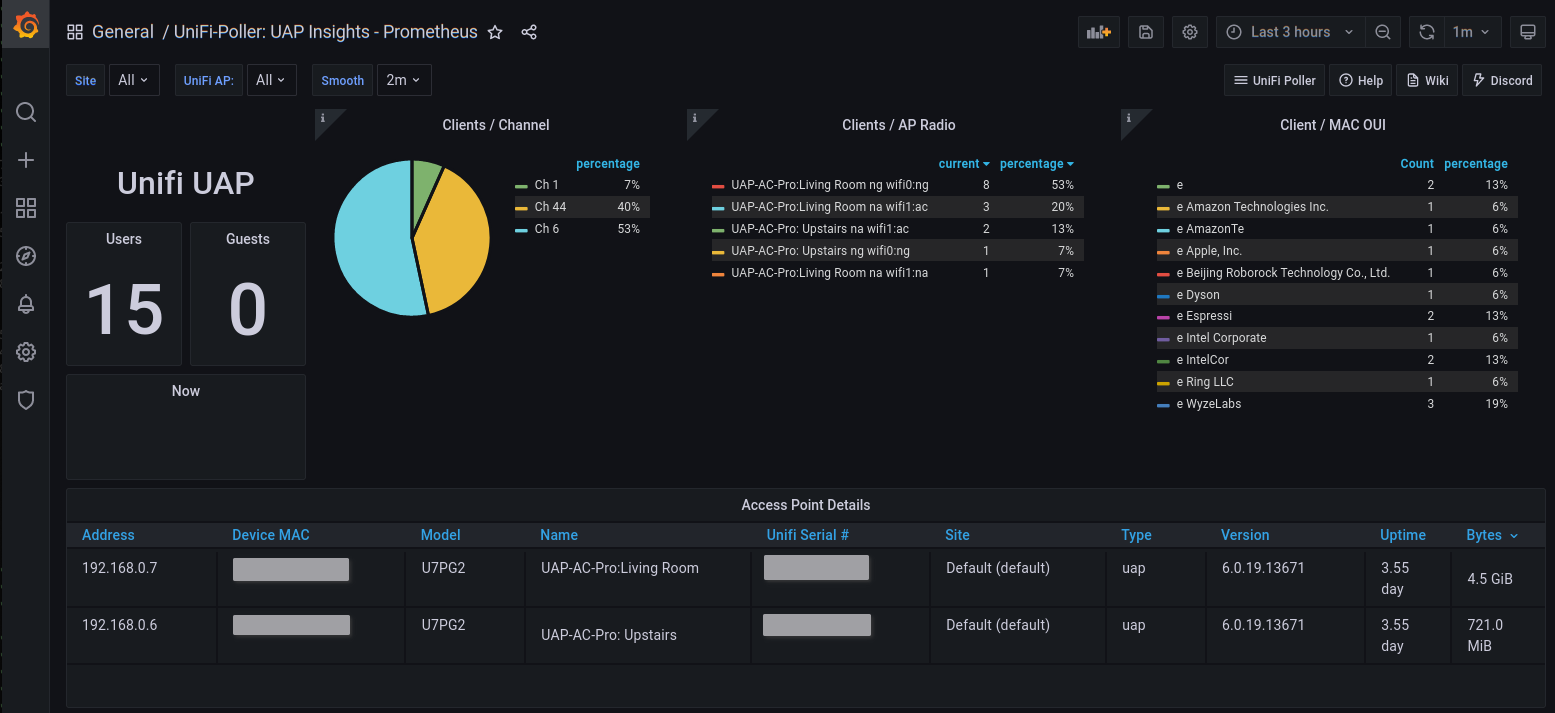 General / UniFi-Poller: UAP Insights - Prometheus
Last 3 hours
1m
Site All UniFi AP: All Smooth 2m
UniFi Poller Help Wiki Discord
Unifi UAP
Users
15
Guests
0
Now
Clients / Channel
percentage
Ch 1 7%
Ch 44 40%
Ch 6 53%
Clients / AP Radio
current percentage
UAP-AC-Pro:Living Room ng wifi0:ng 8 53%
UAP-AC-Pro:Living Room na wifi1:ac 3 20%
UAP-AC-Pro: Upstairs na wifi1:ac 2 13%
UAP-AC-Pro: Upstairs ng wifi0:ng 1 7%
UAP-AC-Pro:Living Room na wifi1:na 1 7%
Client / MAC OUI
Count percentage
e 2 13%
e Amazon Technologies Inc. 1 6%
e AmazonTe 1 6%
e Apple, Inc. 1 6%
e Beijing Roborock Technology Co., Ltd. 1 6%
e Dyson 1 6%
e Espressi 2 13%
e Intel Corporate 1 6%
e IntelCor 2 13%
e Ring LLC 1 6%
e WyzeLabs 3 19%
Access Point Details
Address Device MAC Model Name Unifi Serial # Site Type Version Uptime Bytes
192.168.0.7 U7PG2 UAP-AC-Pro:Living Room Default (default) uap 6.0.19.13671 3.55 day 4.5 GiB
192.168.0.6 U7PG2 UAP-AC-Pro: Upstairs Default (default) uap 6.0.19.13671 3.55 day 721.0 MiB